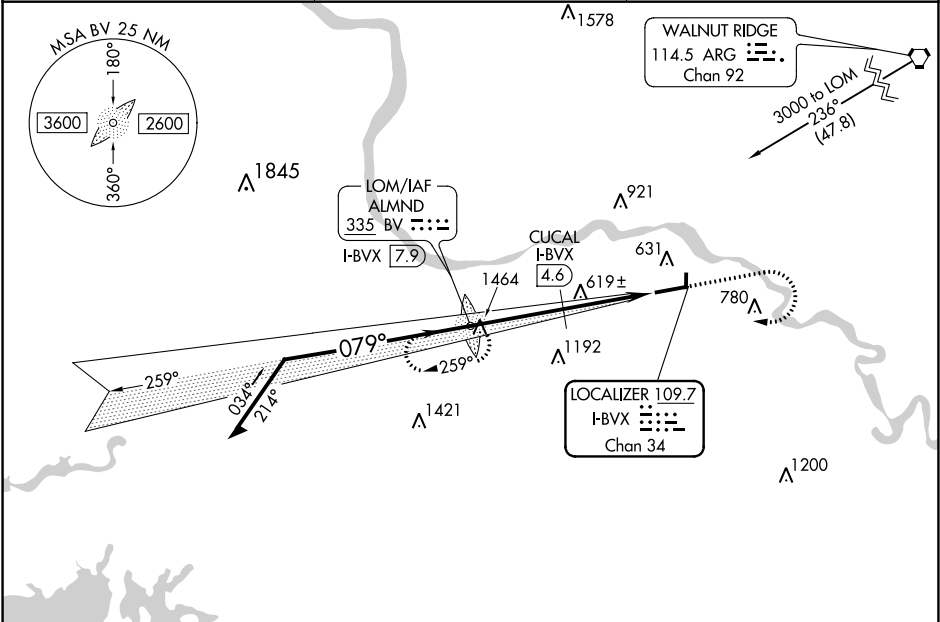 MSA BV 25 NM
180°
3600
2600
360°
1578
WALNUT RIDGE
114.5 ARG
Chan 92
3000 to LOM
236°
(47.8)
1845
LOM/IAF
ALMND
335 BV
I-BVX 7.9
921
CUCAL
I-BVX
4.6
631
1464
619±
780
079°
259°
259°
1192
034°
214°
1421
LOCALIZER 109.7
I-BVX
Chan 34
1200